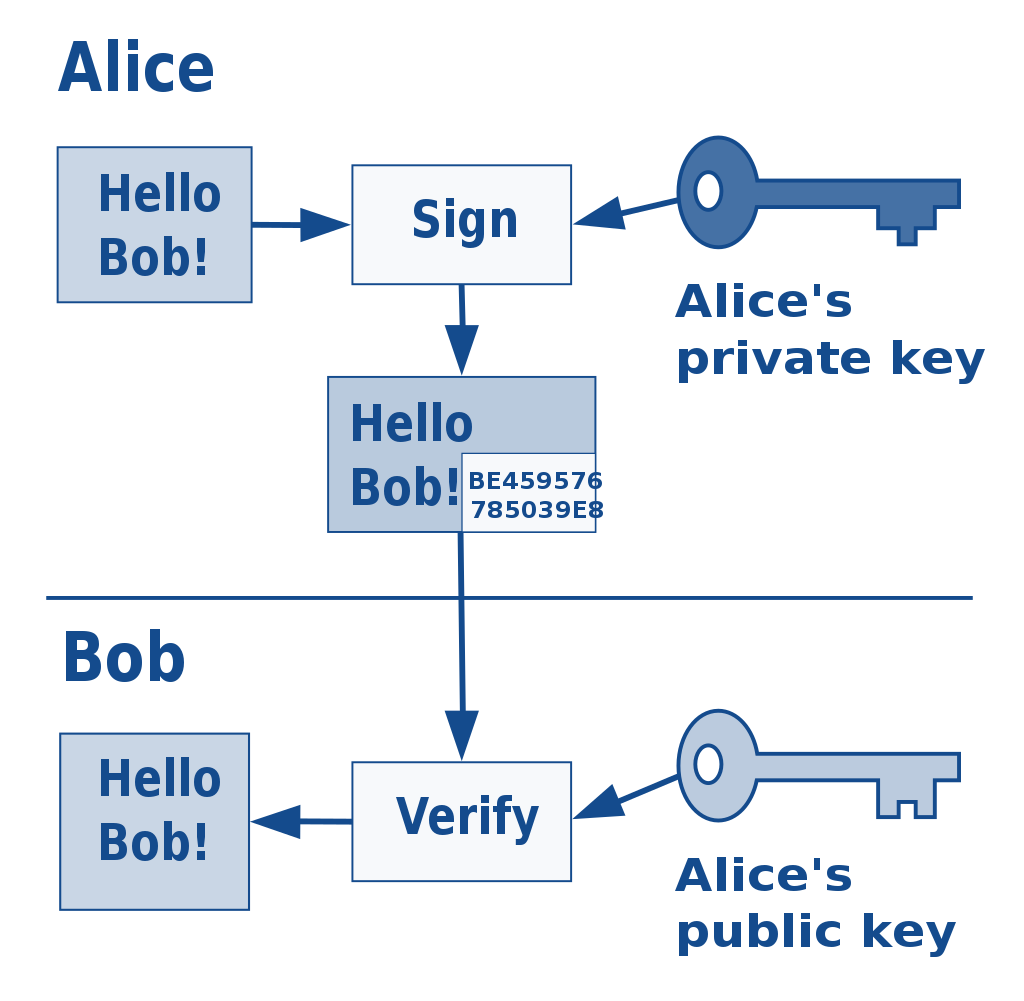 Alice
Hello
Bob!
Sign
Alice's
private key
Hello
Bob!
BE459576
785039E8
Bob
Hello
Bob!
Verify
Alice's
public key